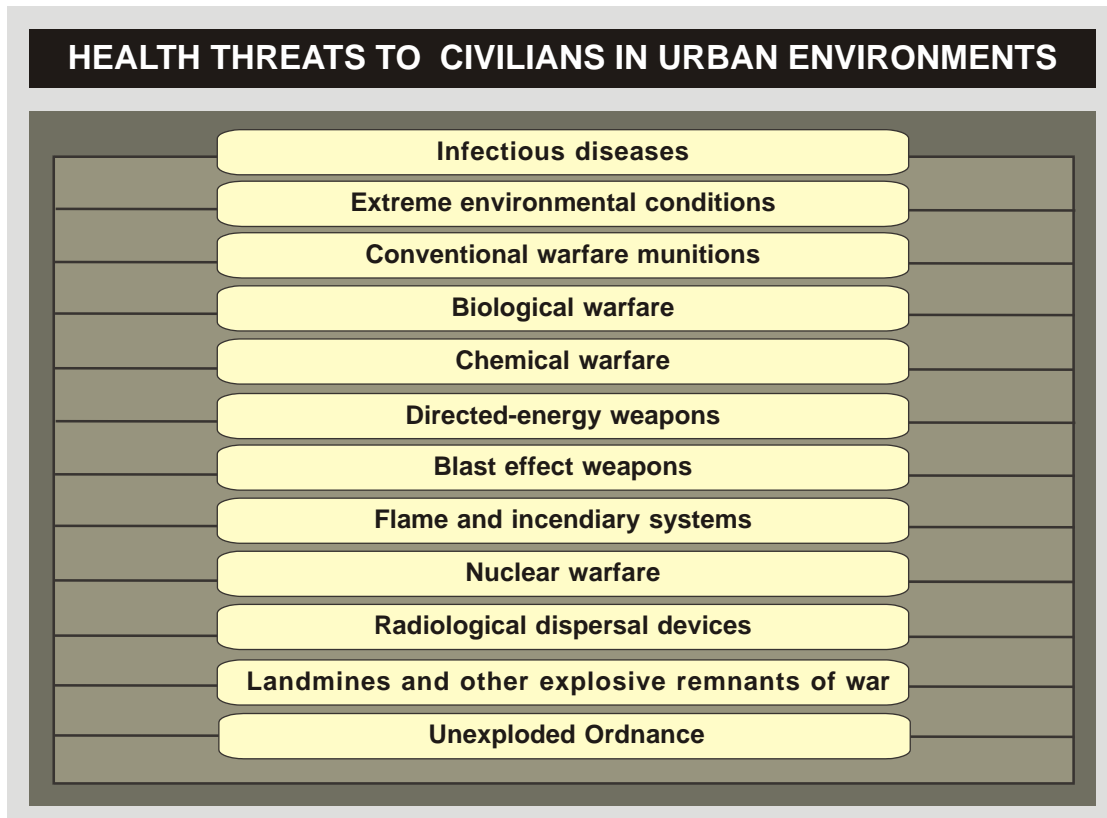 HEALTH THREATS TO CIVILIANS IN URBAN ENVIRONMENTS
Infectious diseases
Extreme environmental conditions
Conventional warfare munitions
Biological warfare
Chemical warfare
Directed-energy weapons
Blast effect weapons
Flame and incendiary systems
Nuclear warfare
Radiological dispersal devices
Landmines and other explosive remnants of war
Unexploded Ordnance